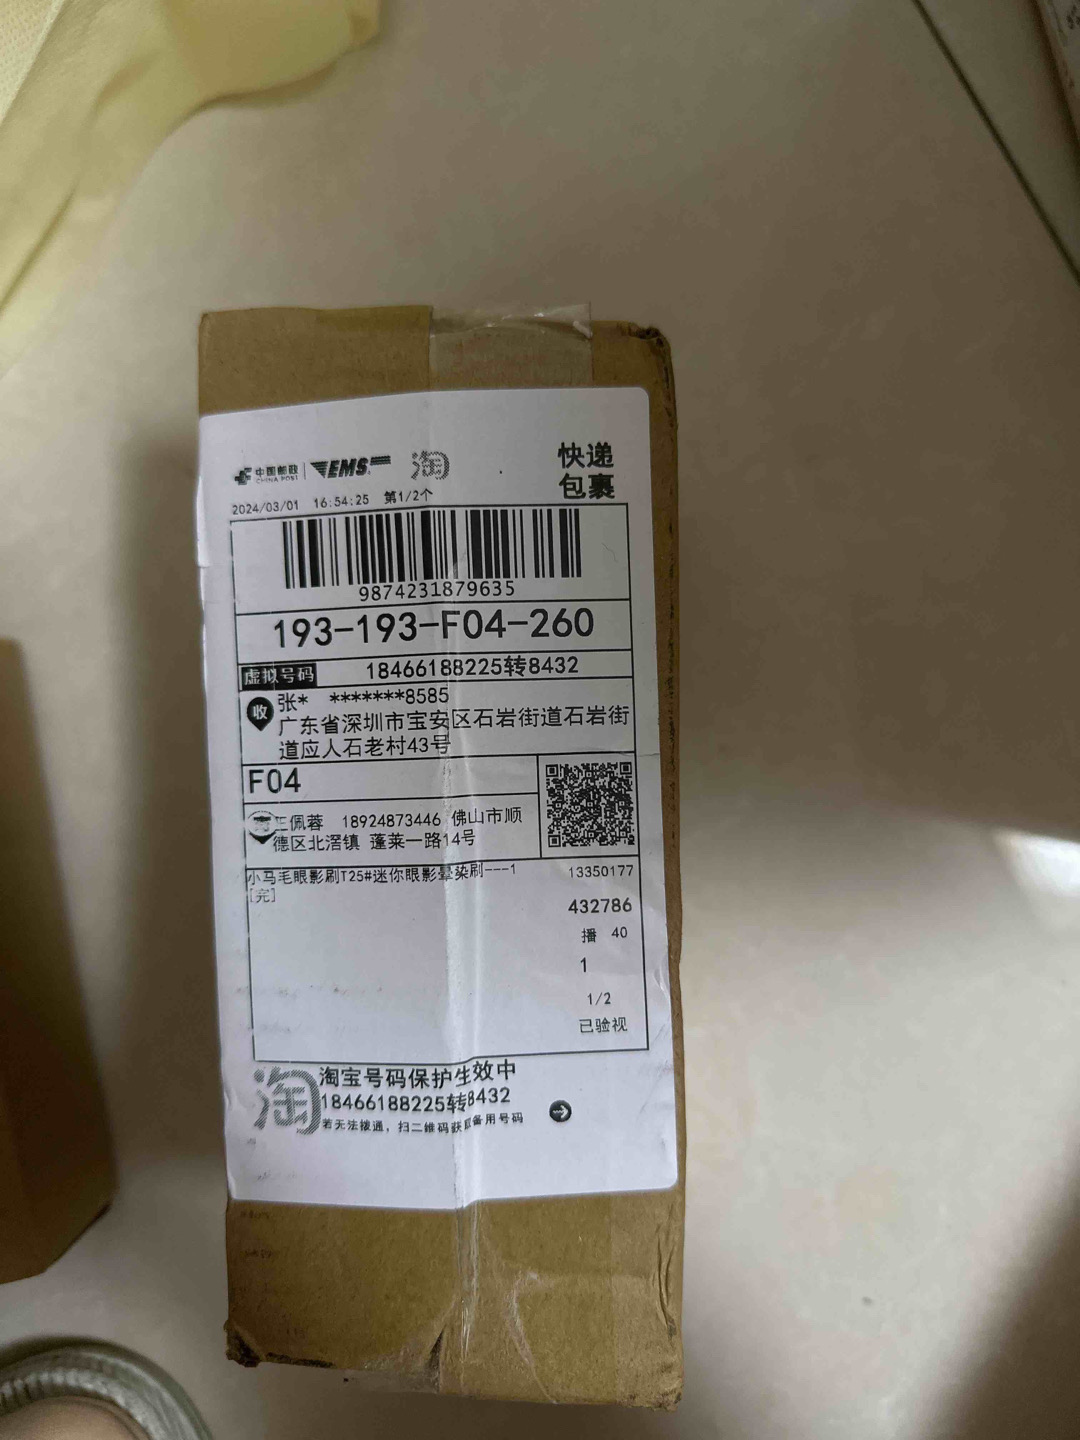 中国邮政 CHINA POST EMS 淘
快递
包裹
2024/03/01 16:54:25 第1/2个
9874231879635
193-193-F04-260
虚拟号码 18466188225转8432
收 张* *******8585
广东省深圳市宝安区石岩街道石岩街
道应人石老村43号
F04
佩蓉 18924873446 佛山市顺
德区北滘镇 蓬莱一路14号
小马毛眼影刷T25#迷你眼影晕染刷---1
[完]
13350177
432786
播 40
1
1/2
已验视
淘 淘宝号码保护生效中
18466188225转8432
若无法拨通,扫二维码获取备用号码